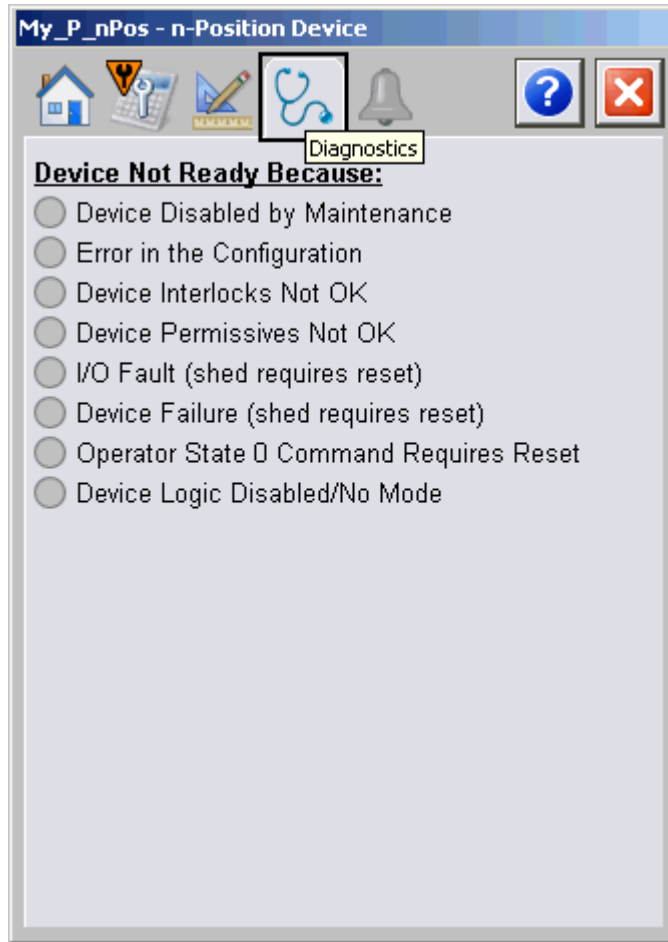 My_P_nPos - n-Position Device
?
Diagnostics
Device Not Ready Because:
Device Disabled by Maintenance
Error in the Configuration
Device Interlocks Not OK
Device Permissives Not OK
I/O Fault (shed requires reset)
Device Failure (shed requires reset)
Operator State 0 Command Requires Reset
Device Logic Disabled/No Mode